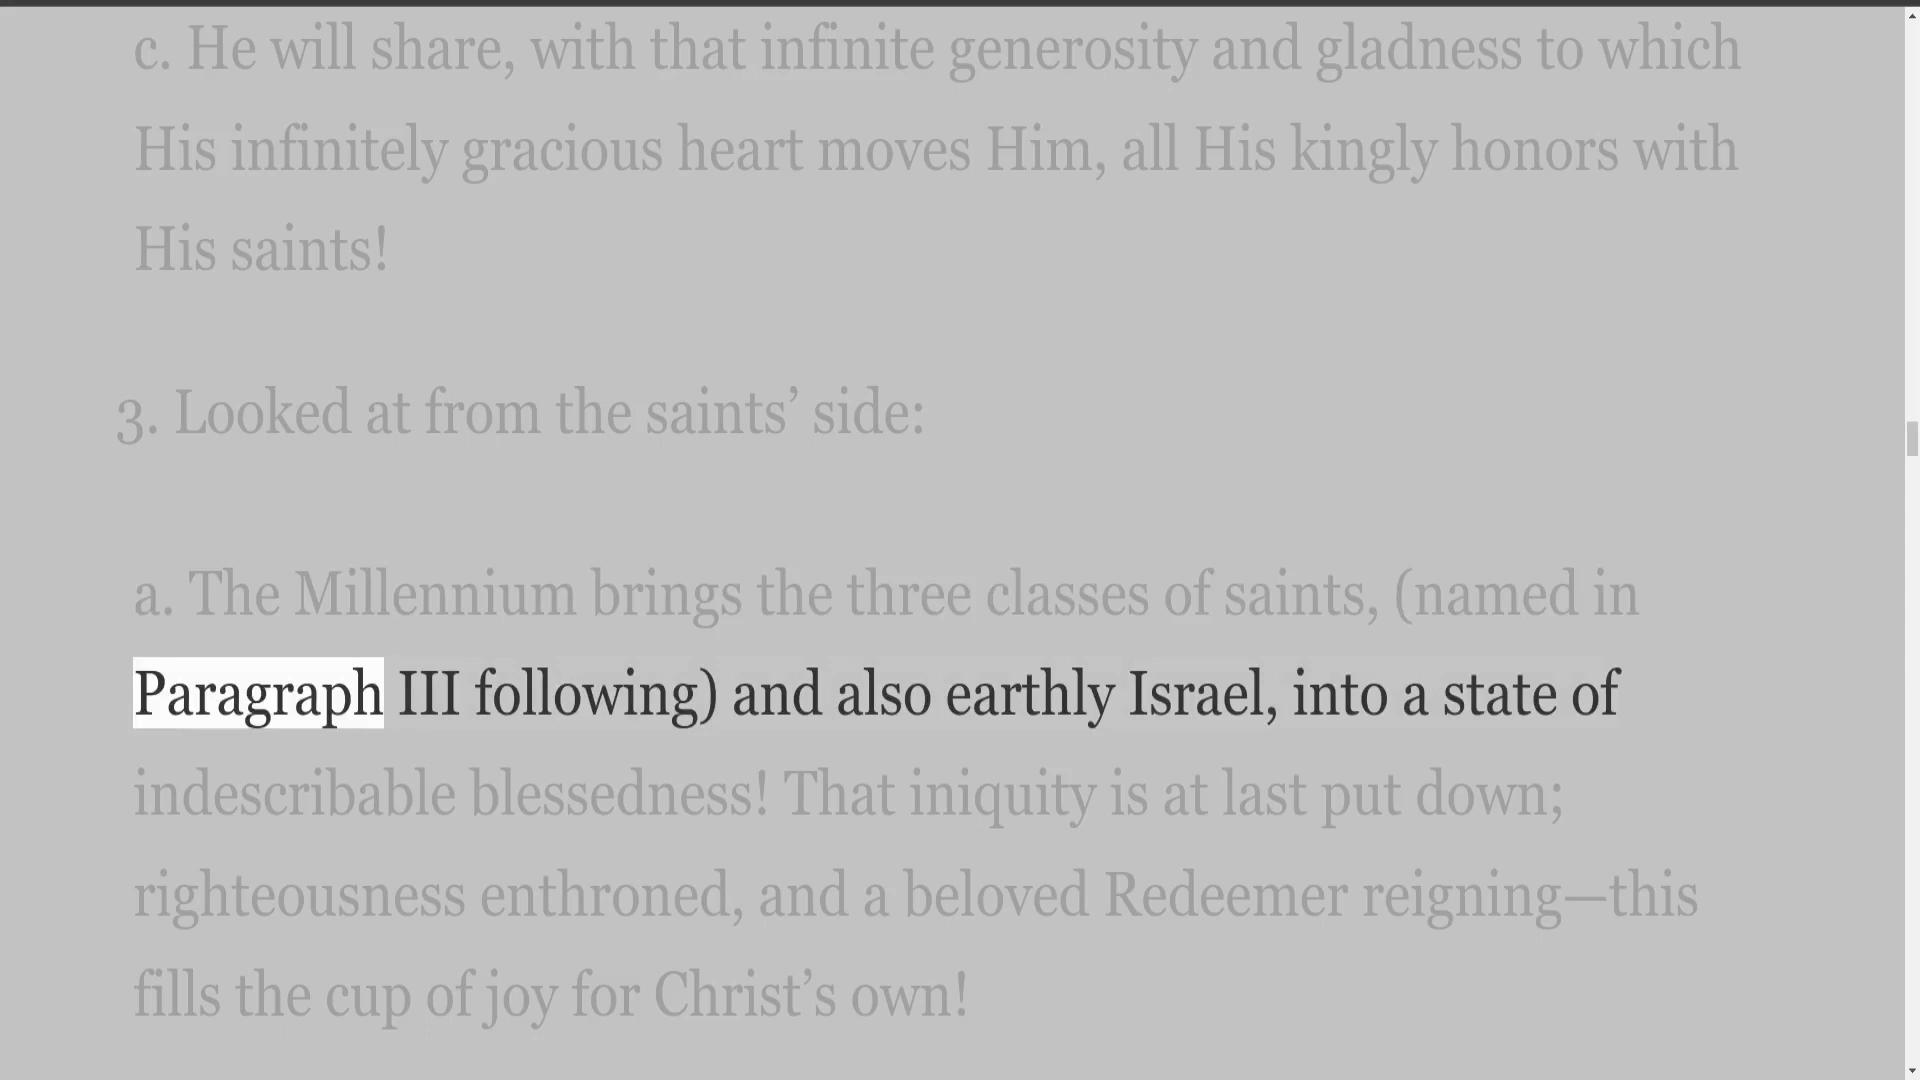 c. He will share, with that infinite generosity and gladness to which
His infinitely gracious heart moves Him, all His kingly honors with
His saints!
3. Looked at from the saints’ side:
a. The Millennium brings the three classes of saints, (named in
Paragraph III following) and also earthly Israel, into a state of
indescribable blessedness! That iniquity is at last put down;
righteousness enthroned, and a beloved Redeemer reigning—this
fills the cup of joy for Christ’s own!